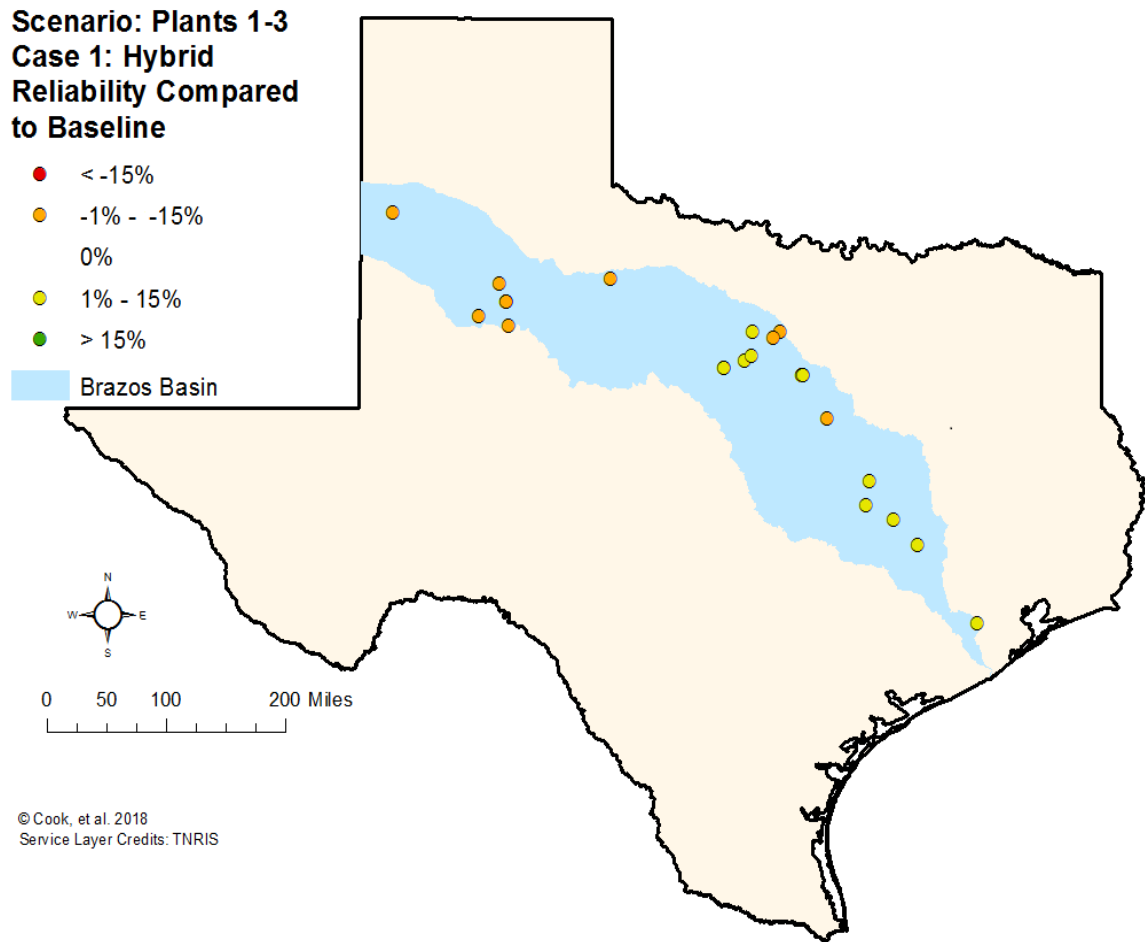 Scenario: Plants 1-3
Case 1: Hybrid
Reliability Compared
to Baseline
< -15%
-1% - -15%
0%
1% - 15%
> 15%
Brazos Basin
N
W E
S
0 50 100 200 Miles
© Cook, et al. 2018
Service Layer Credits: TNRIS